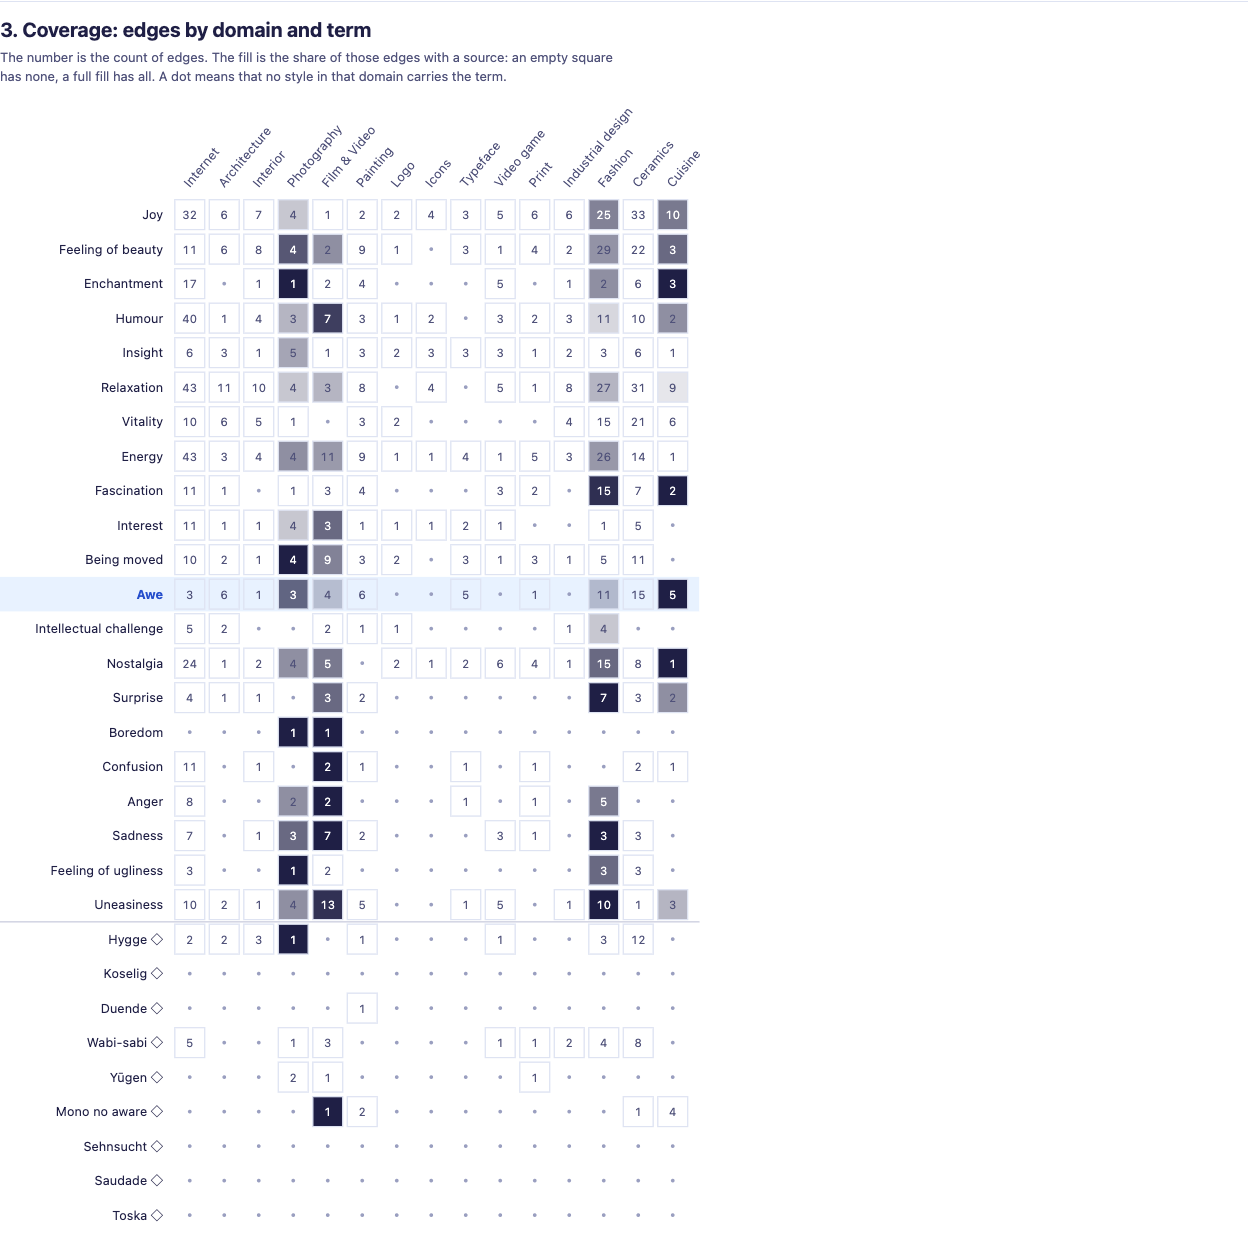 3. Coverage: edges by domain and term
The number is the count of edges. The fill is the share of those edges with a source: an empty square
has none, a full fill has all. A dot means that no style in that domain carries the term.
Internet Architecture Interior Photography Film & Video Painting Logo Icons Typeface Video game Print Industrial design Fashion Ceramics Cuisine
Joy 32 6 7 4 1 2 2 4 3 5 6 6 25 33 10
Feeling of beauty 11 6 8 4 2 9 1 • 3 1 4 2 29 22 3
Enchantment 17 • 1 1 2 4 • • • 5 • 1 2 6 3
Humour 40 1 4 3 7 3 1 2 • 3 2 3 11 10 2
Insight 6 3 1 5 1 3 2 3 3 3 1 2 3 6 1
Relaxation 43 11 10 4 3 8 • 4 • 5 1 8 27 31 9
Vitality 10 6 5 1 • 3 2 • • • • 4 15 21 6
Energy 43 3 4 4 11 9 1 1 4 1 5 3 26 14 1
Fascination 11 1 • 1 3 4 • • • 3 2 • 15 7 2
Interest 11 1 1 4 3 1 1 1 2 1 • • 1 5 •
Being moved 10 2 1 4 9 3 2 • 3 1 3 1 5 11 •
Awe 3 6 1 3 4 6 • • 5 • 1 • 11 15 5
Intellectual challenge 5 2 • • 2 1 1 • • • • 1 4 • •
Nostalgia 24 1 2 4 5 • 2 1 2 6 4 1 15 8 1
Surprise 4 1 1 • 3 2 • • • • • • 7 3 2
Boredom • • • 1 1 • • • • • • • • • •
Confusion 11 • 1 • 2 1 • • 1 • 1 • • 2 1
Anger 8 • • 2 2 • • • 1 • 1 • 5 • •
Sadness 7 • 1 3 7 2 • • • 3 1 • 3 3 •
Feeling of ugliness 3 • • 1 2 • • • • • • • 3 3 •
Uneasiness 10 2 1 4 13 5 • • 1 5 • 1 10 1 3
Hygge ◇ 2 2 3 1 • 1 • • • 1 • • 3 12 •
Koselig ◇ • • • • • • • • • • • • • • •
Duende ◇ • • • • • 1 • • • • • • • • •
Wabi-sabi ◇ 5 • • 1 3 • • • • 1 1 2 4 8 •
Yūgen ◇ • • • 2 1 • • • • • 1 • • • •
Mono no aware ◇ • • • • 1 2 • • • • • • • 1 4
Sehnsucht ◇ • • • • • • • • • • • • • • •
Saudade ◇ • • • • • • • • • • • • • • •
Toska ◇ • • • • • • • • • • • • • • •